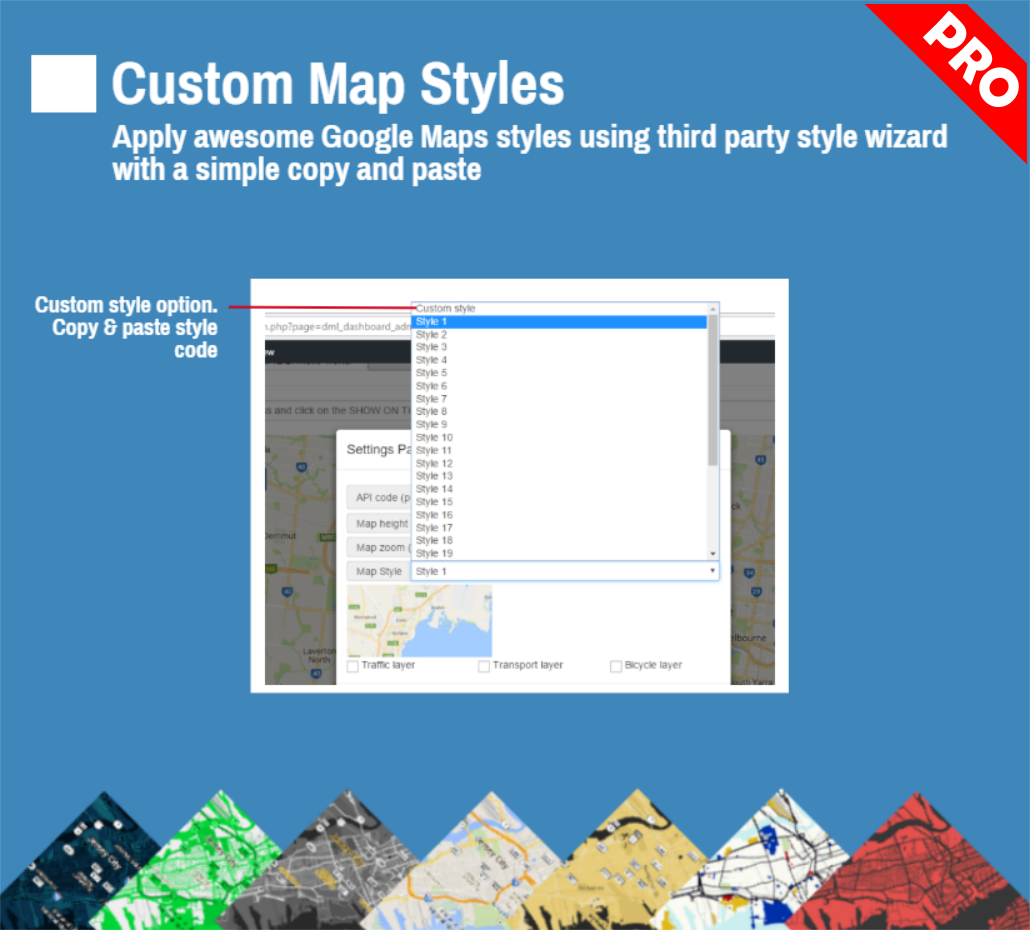 PRO
Custom Map Styles
Apply awesome Google Maps styles using third party style wizard
with a simple copy and paste
Custom style option.
Copy & paste style
code
Custom style
Style 1
Style 2
Style 3
Style 4
Style 5
Style 6
Style 7
Style 8
Style 9
Style 10
Style 11
Style 12
Style 13
Style 14
Style 15
Style 16
Style 17
Style 18
Style 19
n.php?page=dml_dashboard_adm
ew
s and click on the SHOW ON T
Settings Pa
API code (p
Map height
Map zoom (
Map Style
Style 1
Traffic layer
Transport layer
Bicycle layer
Laverton
North
elbourne
outh Yarra
Jersey City